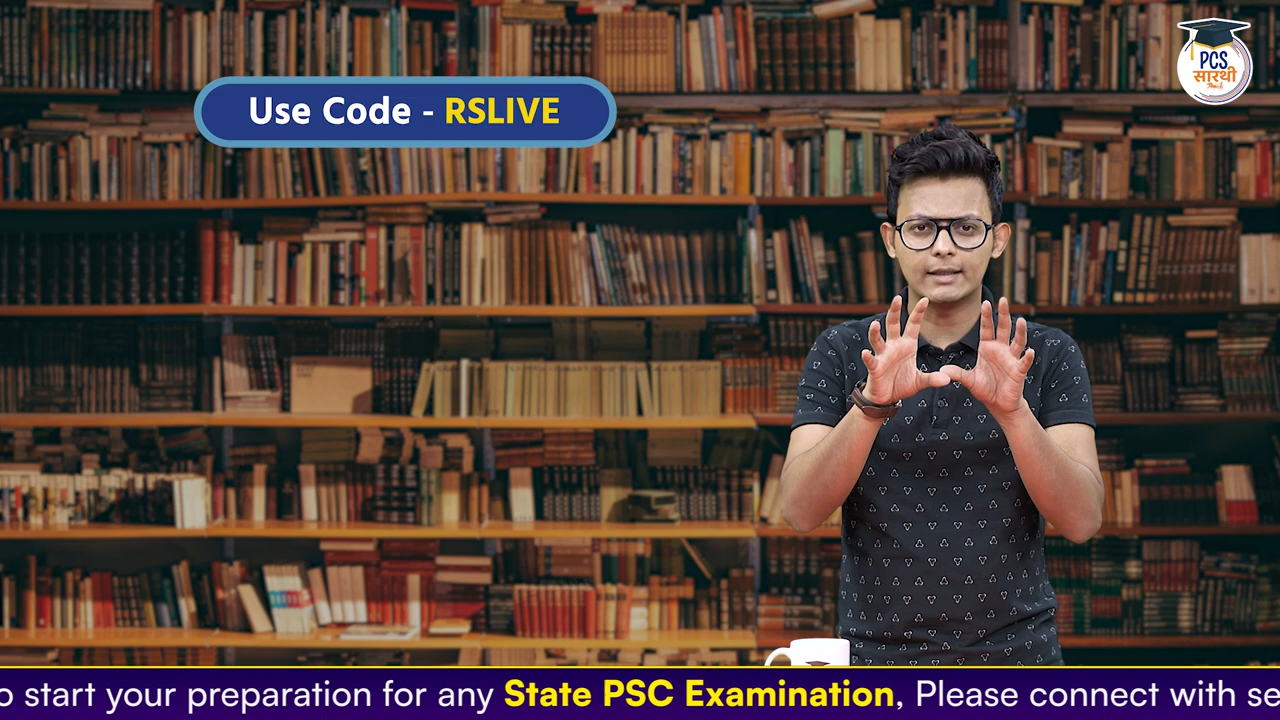 Use Code - RSLIVE
PCS
सारथी
o start your preparation for any State PSC Examination, Please connect with se